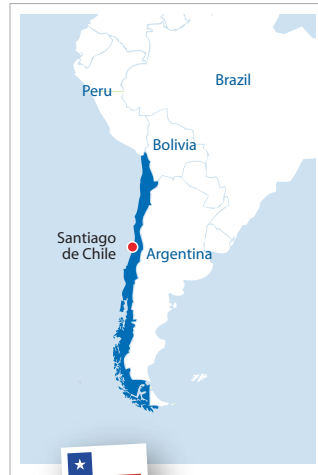 Brazil
Peru
Bolivia
Santiago
de Chile
Argentina